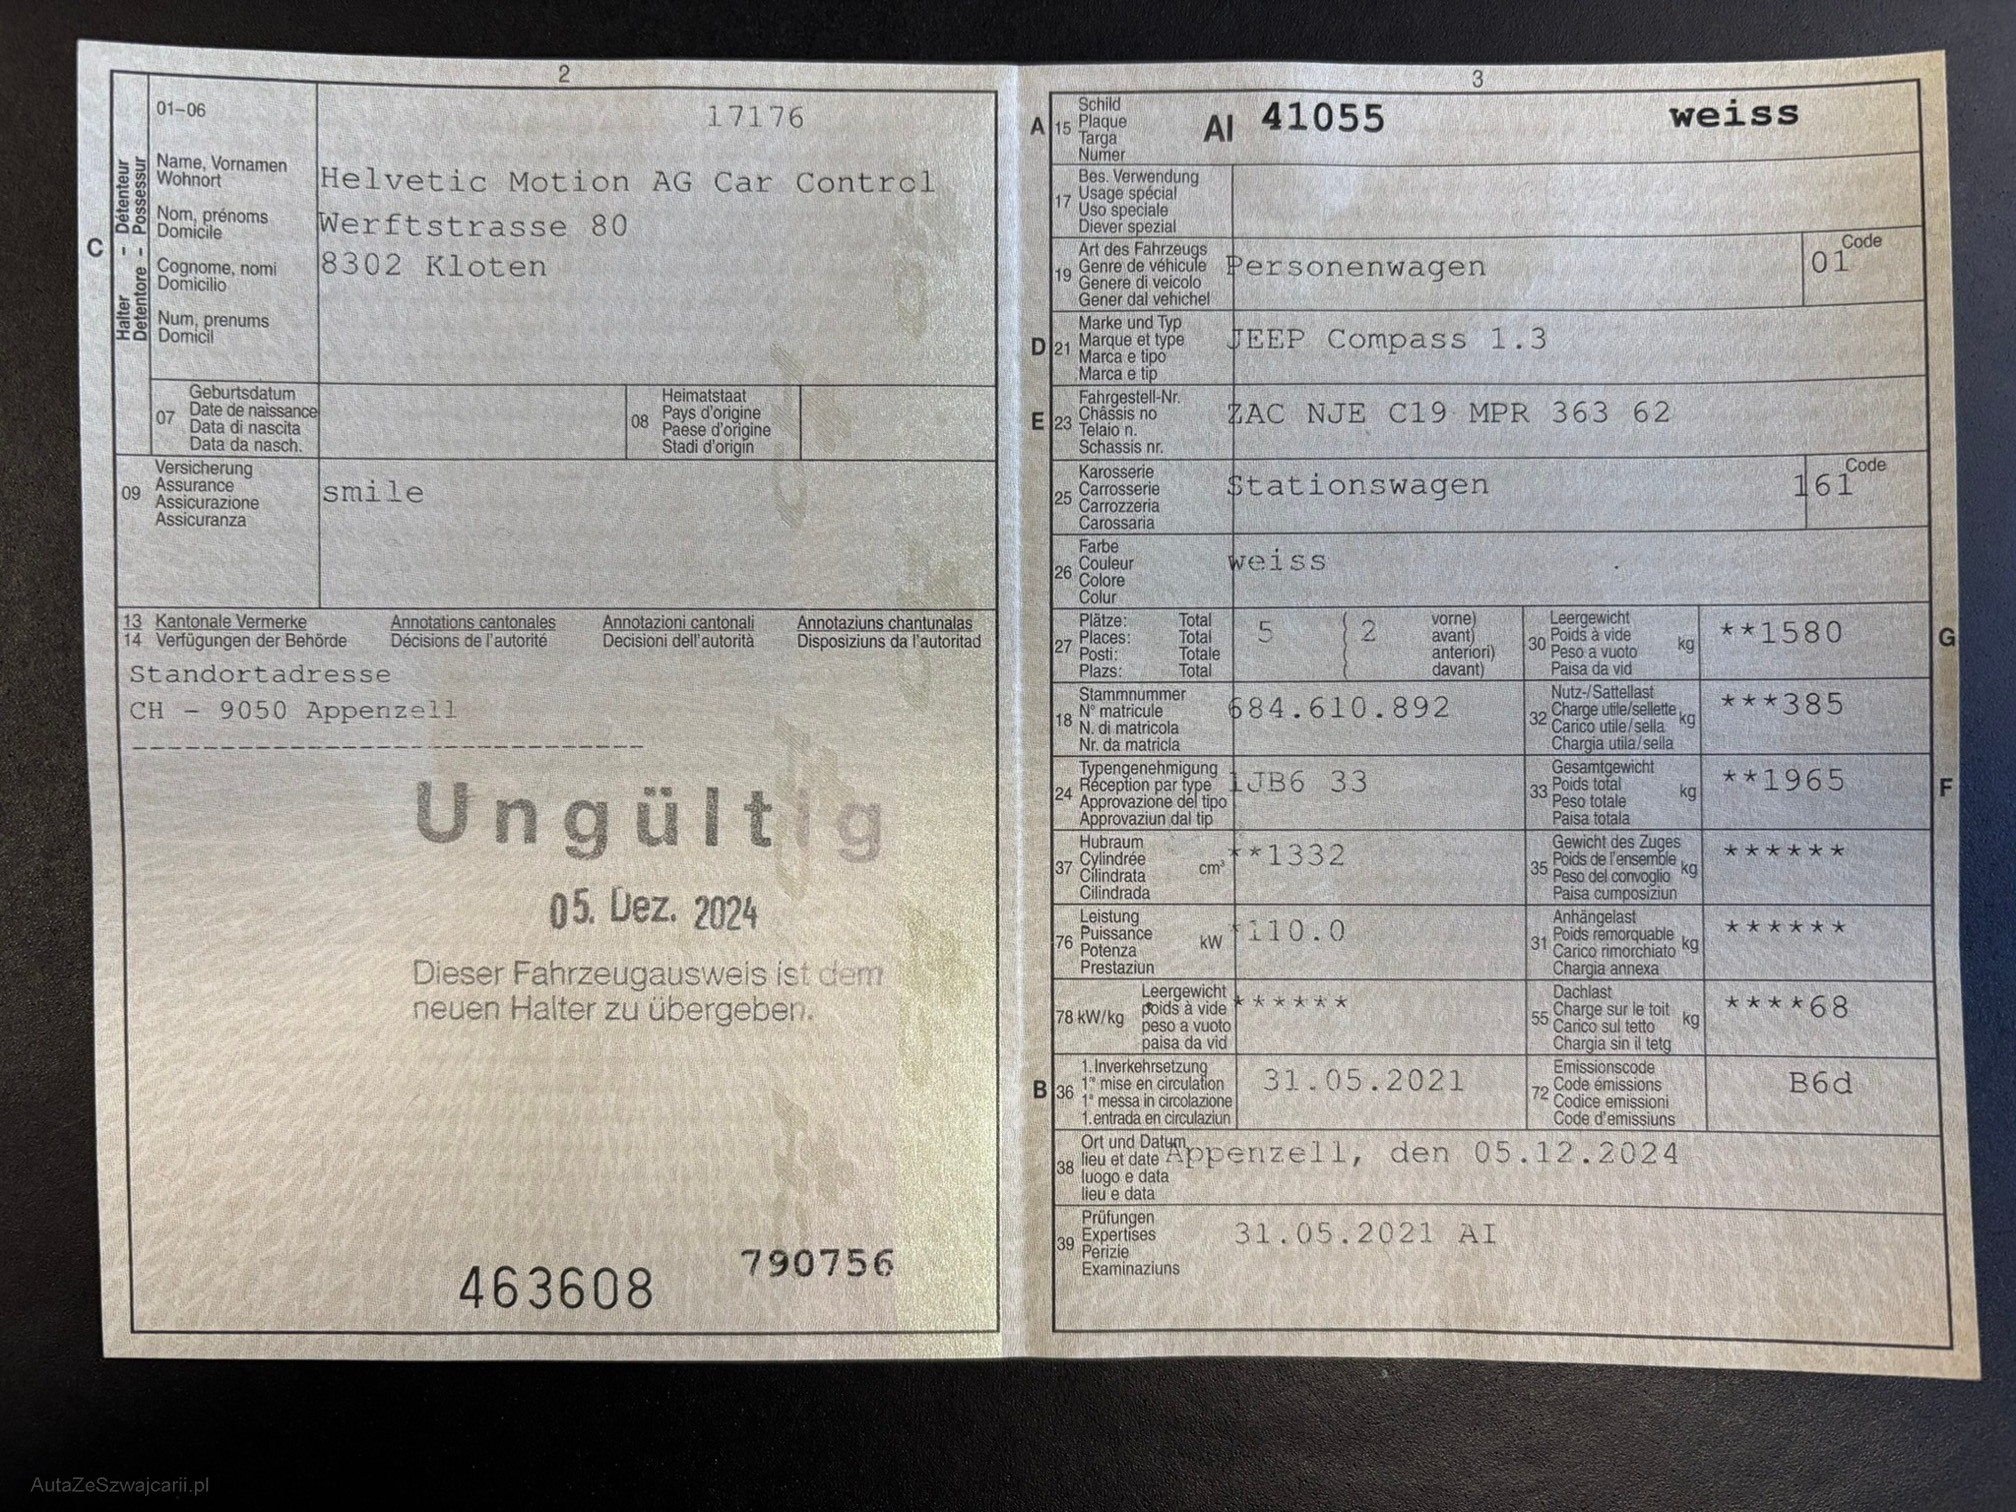 2
01-06
17176
Halter - Détenteur
Detentore - Possessur
C
Name, Vornamen
Wohnort
Nom, prénoms
Domicile
Cognome, nomi
Domicilio
Num, prenums
Domicil
Helvetic Motion AG Car Control
Werftstrasse 80
8302 Kloten
07
Geburtsdatum
Date de naissance
Data di nascita
Data da nasch.
08
Heimatstaat
Pays d'origine
Paese d'origine
Stadi d'origin
09
Versicherung
Assurance
Assicurazione
Assicuranza
smile
13 Kantonale Vermerke Annotations cantonales Annotazioni cantonali Annotaziuns chantunalas
14 Verfügungen der Behörde Décisions de l'autorité Decisioni dell'autorità Disposiziuns da l'autoritad
Standortadresse
CH - 9050 Appenzell
-----------------------------------
Ungültig
05. Dez. 2024
Dieser Fahrzeugausweis ist dem
neuen Halter zu übergeben.
463608
790756
3
A 15
Schild
Plaque
Targa
Numer
AI 41055 weiss
17
Bes. Verwendung
Usage spécial
Uso speciale
Diever spezial
19
Art des Fahrzeugs
Genre de véhicule
Genere di veicolo
Gener dal vehichel
Personenwagen
Code
01
D 21
Marke und Typ
Marque et type
Marca e tipo
Marca e tip
JEEP Compass 1.3
E 23
Fahrgestell-Nr.
Châssis no
Telaio n.
Schassis nr.
ZAC NJE C19 MPR 363 62
25
Karosserie
Carrosserie
Carrozzeria
Carossaria
Stationswagen
Code
161
26
Farbe
Couleur
Colore
Colur
weiss
27
Plätze: Total
Places: Total
Posti: Totale
Plazs: Total
5 ( 2
vorne)
avant)
anteriori)
davant)
30
Leergewicht
Poids à vide
Peso a vuoto
Paisa da vid
kg
**1580
G
18
Stammnummer
N° matricule
N. di matricola
Nr. da matricla
684.610.892
32
Nutz-/Sattellast
Charge utile/sellette
Carico utile/sella
Chargia utila/sella
kg
***385
24
Typengenehmigung
Réception par type
Approvazione del tipo
Approvaziun dal tip
1JB6 33
33
Gesamtgewicht
Poids total
Peso totale
Paisa totala
kg
**1965
F
37
Hubraum
Cylindrée
Cilindrata
Cilindrada
cm³
**1332
35
Gewicht des Zuges
Poids de l'ensemble
Peso del convoglio
Paisa cumposiziun
kg
******
76
Leistung
Puissance
Potenza
Prestaziun
kW
*110.0
31
Anhängelast
Poids remorquable
Carico rimorchiato
Chargia annexa
kg
******
78 kW/kg
Leergewicht
poids à vide
peso a vuoto
paisa da vid
******
55
Dachlast
Charge sur le toit
Carico sul tetto
Chargia sin il tetg
kg
****68
B 36
1. Inverkehrsetzung
1re mise en circulation
1a messa in circolazione
1. entrada en circulaziun
31.05.2021
72
Emissionscode
Code émissions
Codice emissioni
Code d'emissiuns
B6d
38
Ort und Datum
lieu et date
luogo e data
lieu e data
Appenzell, den 05.12.2024
39
Prüfungen
Expertises
Perizie
Examinaziuns
31.05.2021 AI
AutaZeSzwajcarii.pl